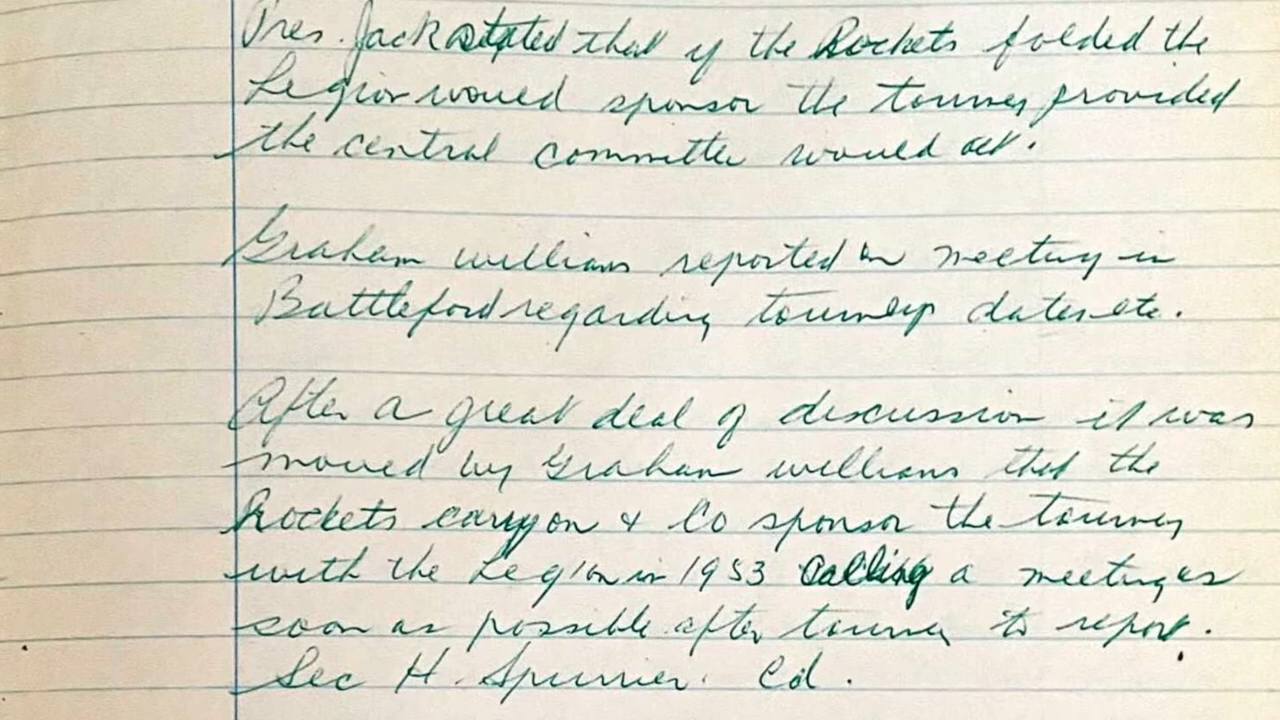 Pres. Jack stated that if the Rockets folded the
Legion would sponsor the tourney provided
the central committee would act.
Graham Williams reported on meeting in
Battleford regarding tourney dates etc.
After a great deal of discussion it was
moved by Graham Williams that the
Rockets carry on & Co sponsor the tourney
with the Legion in 1953 Calling a meeting as
soon as possible after tourney to report.
Sec H. Spurrier. Cd.